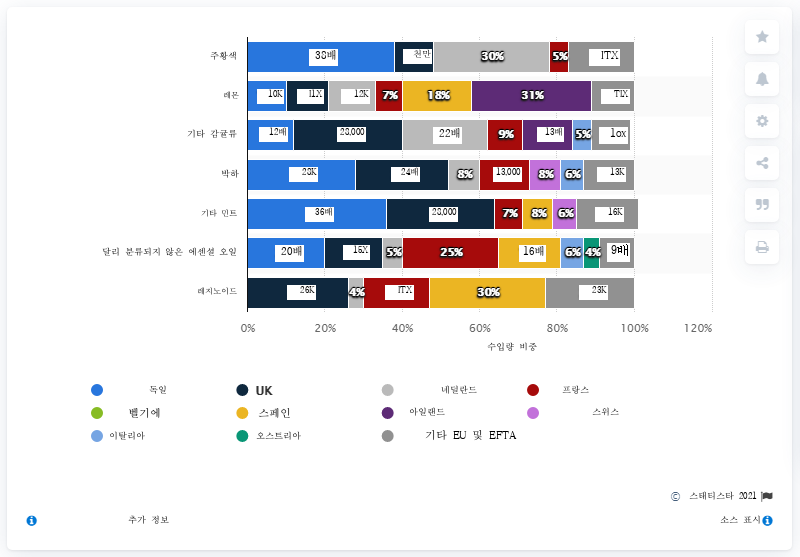 주황색 38배 천만 30% 5% ITX
레몬 10K 11X 12K 7% 18% 31% TIX
기타 감귤류 12배 28,000 22배 9% 13배 5% 1ox
박하 28K 24배 8% 13,000 8% 6% 13K
기타 민트 36배 28,000 7% 8% 6% 16K
달리 분류되지 않은 에센셜 오일 20배 15X 5% 25% 16배 6% 4% 9배
레지노이드 26K 4% ITX 30% 23K
0% 20% 40% 60% 80% 100% 120%
수입량 비중
독일 UK 네덜란드 프랑스
벨기에 스페인 아일랜드 스위스
이탈리아 오스트리아 기타 EU 및 EFTA
© 스태티스타 2021
추가 정보 소스 표시